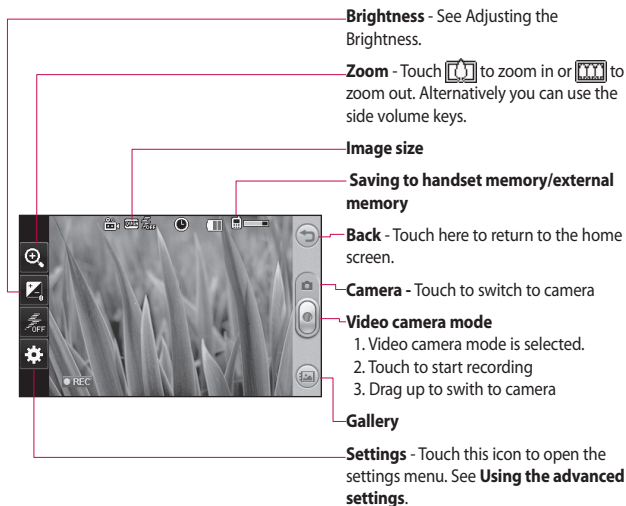 Brightness - See Adjusting the
Brightness.
Zoom - Touch to zoom in or to
zoom out. Alternatively you can use the
side volume keys.
Image size
Saving to handset memory/external
memory
Back - Touch here to return to the home
screen.
Camera - Touch to switch to camera
Video camera mode
1. Video camera mode is selected.
2. Touch to start recording
3. Drag up to swith to camera
Gallery
Settings - Touch this icon to open the
settings menu. See Using the advanced
settings.
OFF
0
OFF
REC